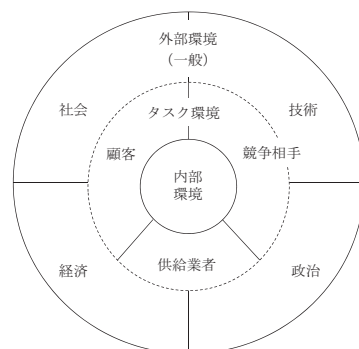 外部環境
（一般）
社会
技術
タスク環境
顧客
競争相手
内部
環境
供給業者
経済
政治